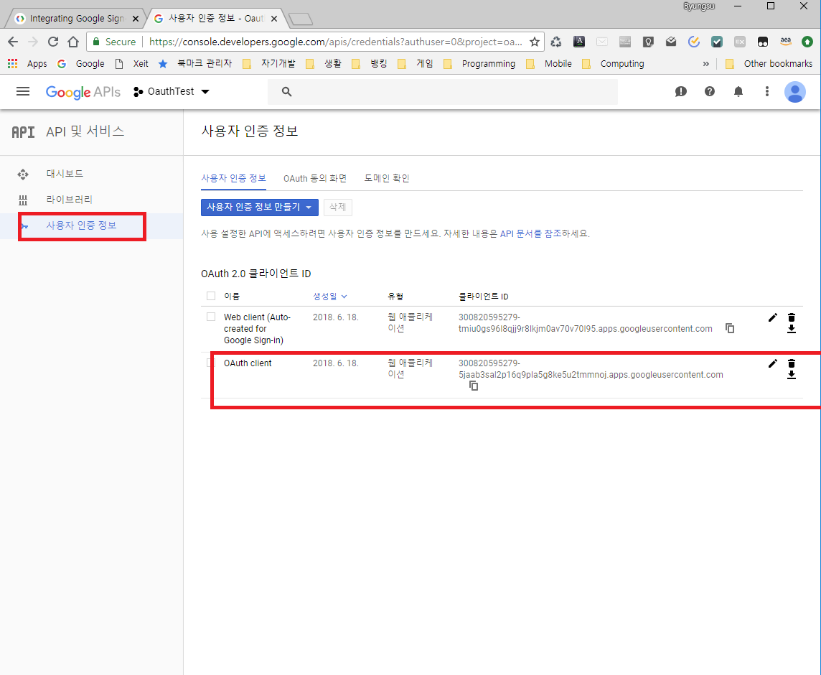 Byungsu
Integrating Google Sign
사용자 인증 정보 - Oaut
Secure
https://console.developers.google.com/apis/credentials?authuser=0&project=oa...
Apps
Google
Xeit
북마크 관리자
자기개발
생활
뱅킹
게임
Programming
Mobile
Computing
»
Other bookmarks
Google APIs
OauthTest
API API 및 서비스
사용자 인증 정보
대시보드
라이브러리
사용자 인증 정보
사용자 인증 정보
OAuth 동의 화면
도메인 확인
사용자 인증 정보 만들기
삭제
사용 설정한 API에 액세스하려면 사용자 인증 정보를 만드세요. 자세한 내용은 API 문서를 참조하세요.
OAuth 2.0 클라이언트 ID
이름
생성일
유형
클라이언트 ID
Web client (Auto-
created for
Google Sign-in)
2018. 6. 18.
웹 애플리케
이션
300820595279-
OAuth client
2018. 6. 18.
웹 애플리케
이션
300820595279-